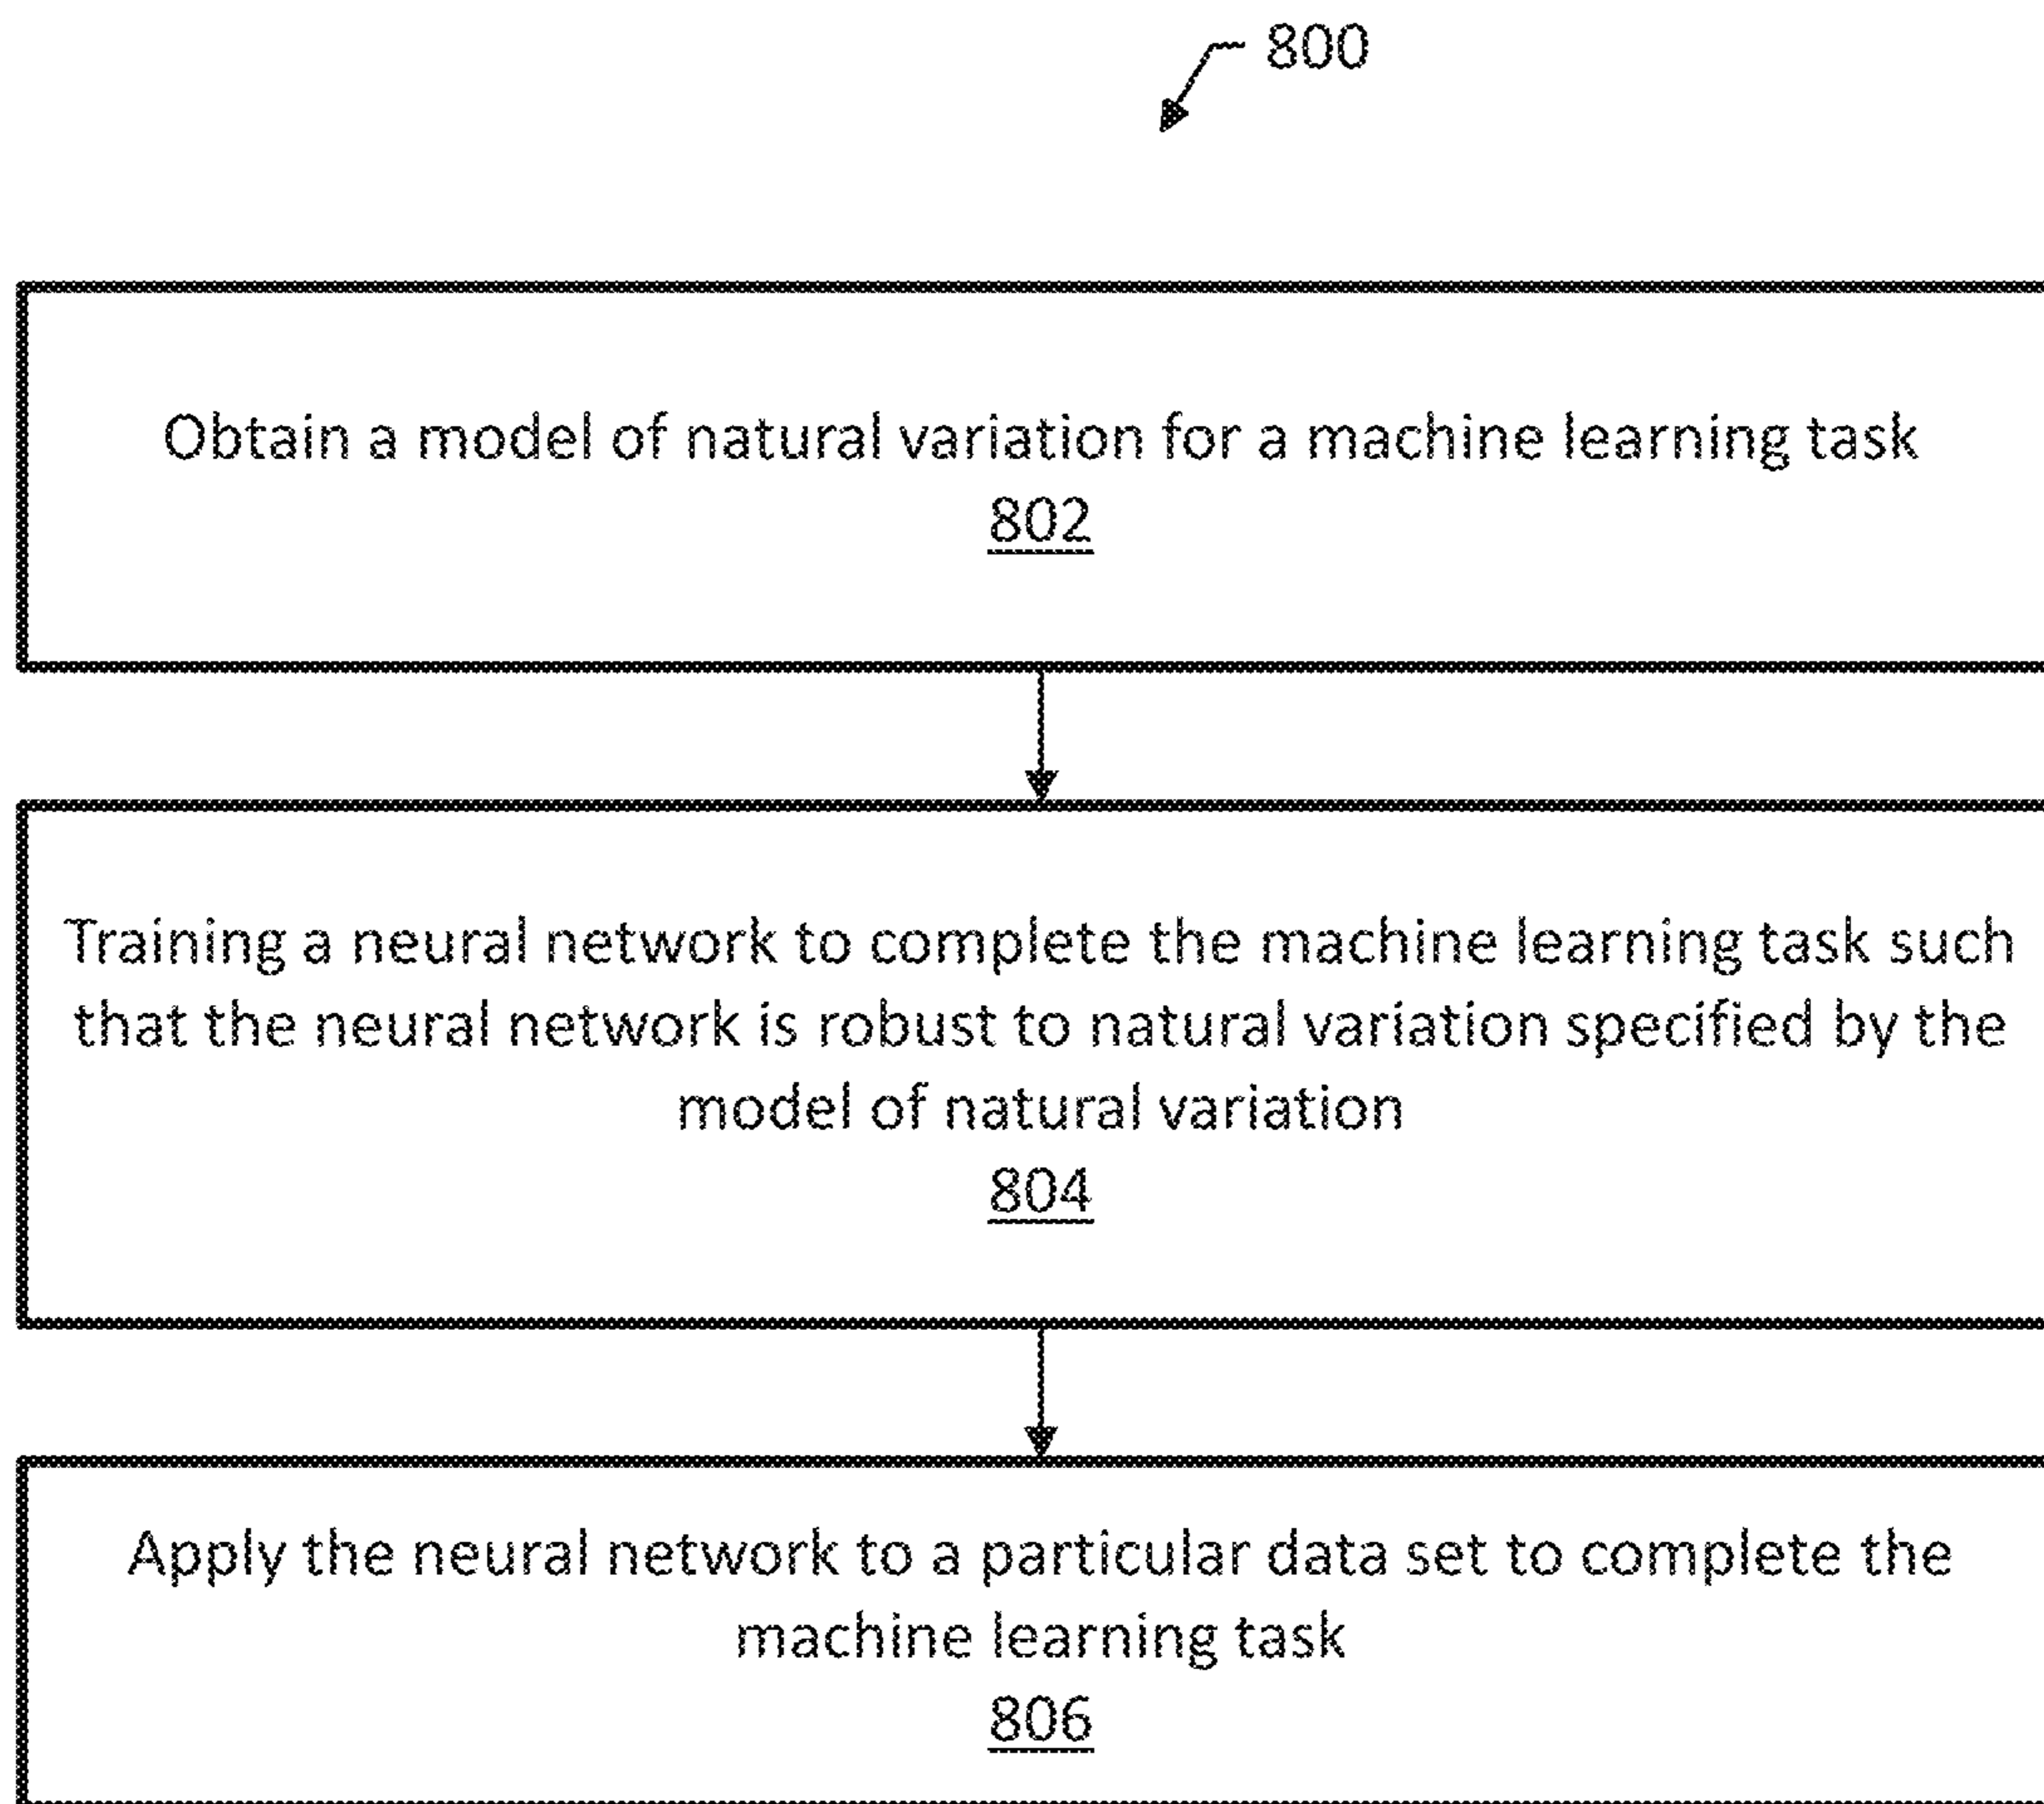 800
Obtain a model of natural variation for a machine learning task
802
Training a neural network to complete the machine learning task such
that the neural network is robust to natural variation specified by the
model of natural variation
804
Apply the neural network to a particular data set to complete the
machine learning task
806